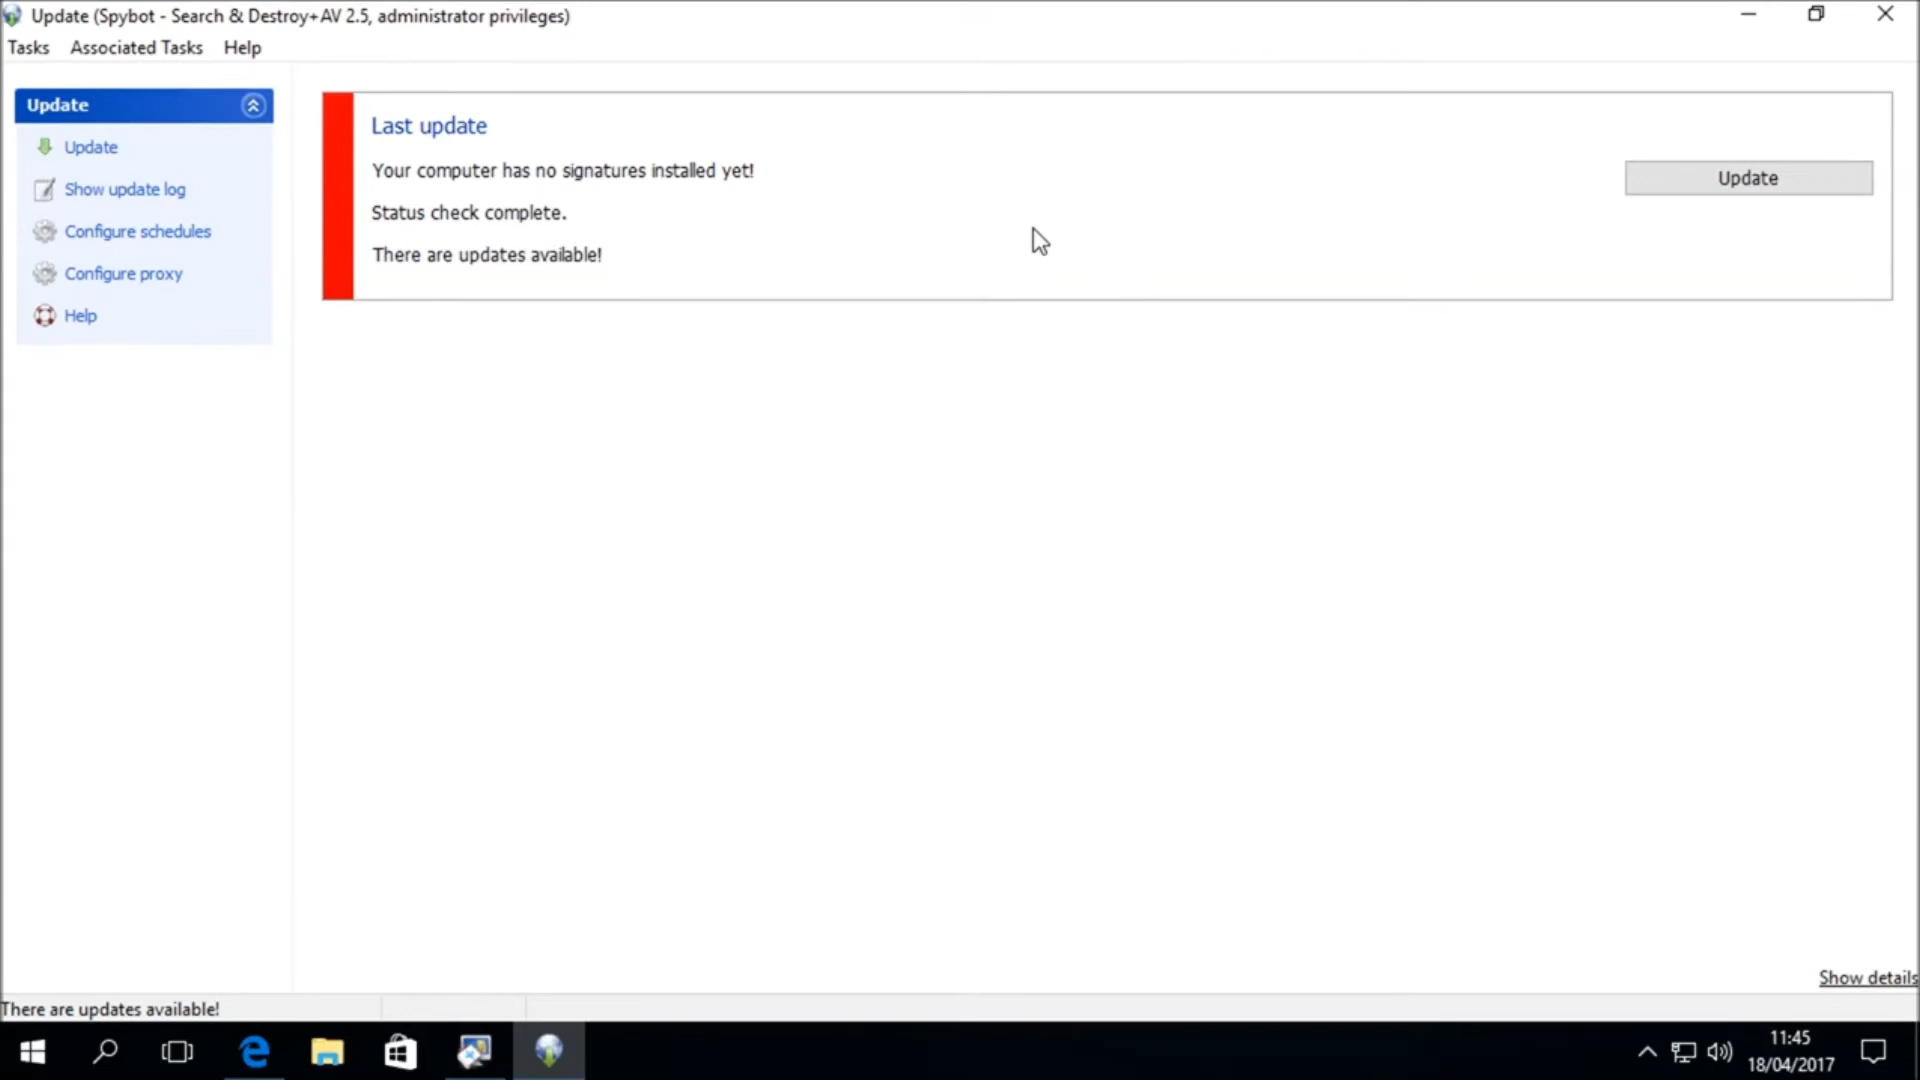 Update (Spybot - Search & Destroy+AV 2.5, administrator privileges)
Tasks Associated Tasks Help
Update
Update
Show update log
Configure schedules
Configure proxy
Help
Last update
Your computer has no signatures installed yet!
Status check complete.
There are updates available!
Update
Show details
There are updates available!
11:45
18/04/2017